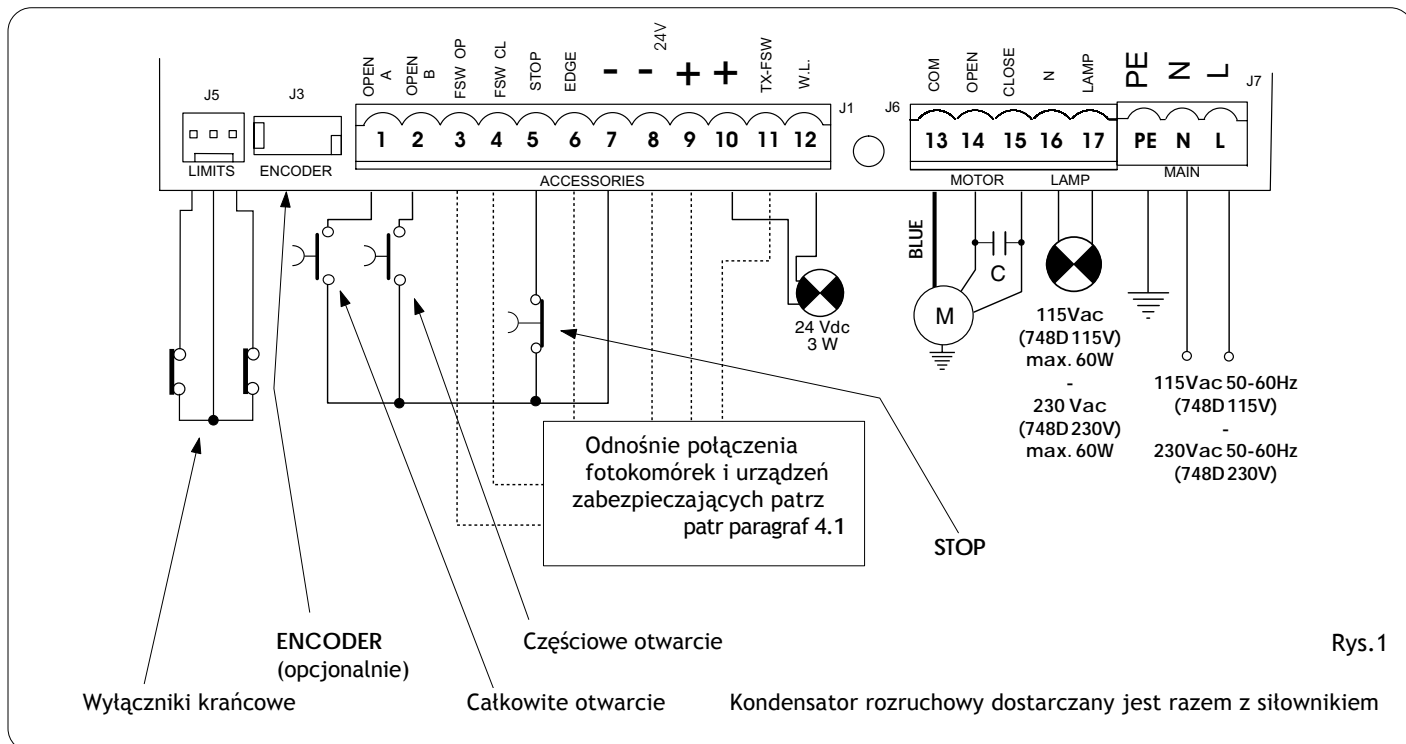 OPEN A
OPEN B
FSW OP
FSW CL
STOP
EDGE
-
-
24V
+
+
TX-FSW
W.L.
COM
OPEN
CLOSE
N
LAMP
PE
N
L
J5
J3
J1
J6
J7
1 2 3 4 5 6 7 8 9 10 11 12
13 14 15 16 17
PE N L
LIMITS
ENCODER
ACCESSORIES
MOTOR
LAMP
MAIN
BLUE
C
M
24 Vdc
3 W
115Vac
(748D 115V)
max. 60W
-
230 Vac
(748D 230V)
max. 60W
115Vac 50-60Hz
(748D 115V)
-
230Vac 50-60Hz
(748D 230V)
Odnośnie połączenia
fotokomórek i urządzeń
zabezpieczających patrz
patr paragraf 4.1
STOP
ENCODER
(opcjonalnie)
Częściowe otwarcie
Rys.1
Wyłączniki krańcowe
Całkowite otwarcie
Kondensator rozruchowy dostarczany jest razem z siłownikiem